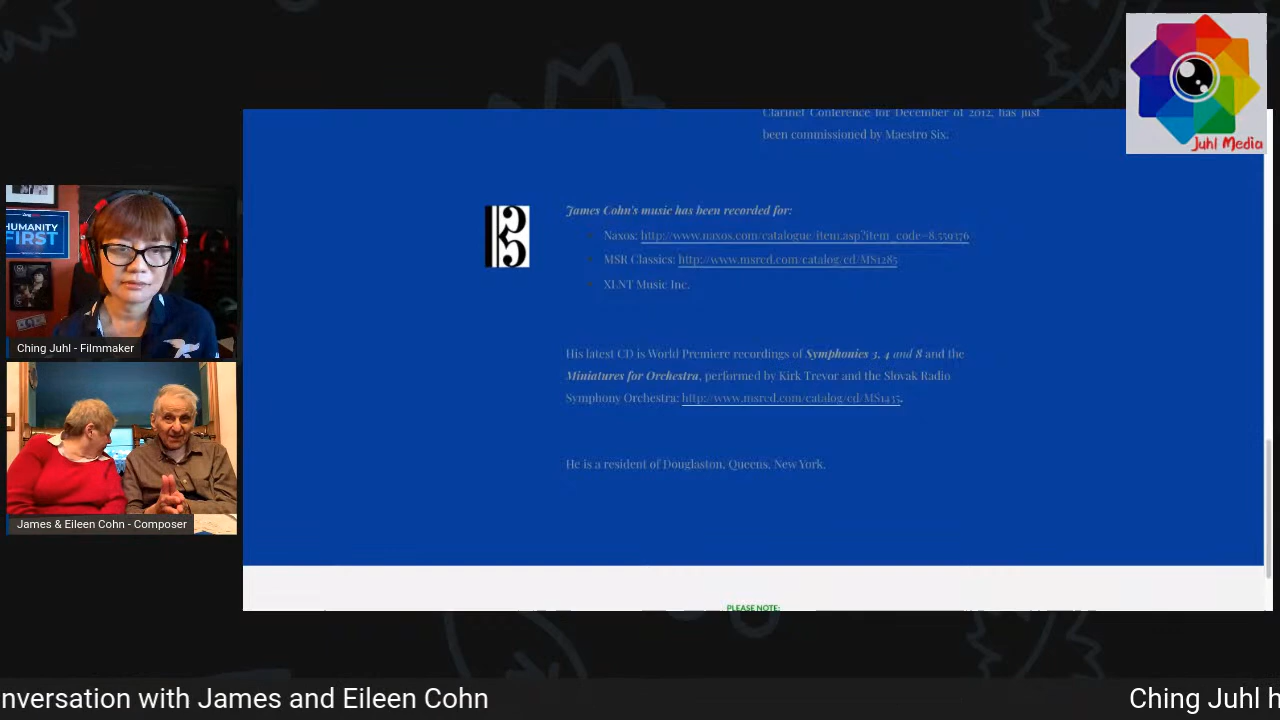 Clarinet Conference for December of 2012, has just
been commissioned by Maestro Six.
Juhl Media
James Cohn's music has been recorded for:
Naxos: http://www.naxos.com/catalogue/item.asp?item_code=8.559376
MSR Classics: http://www.msrcd.com/catalog/cd/MS1285
XLNT Music Inc.
His latest CD is World Premiere recordings of Symphonies 3, 4 and 8 and the
Miniatures for Orchestra, performed by Kirk Trevor and the Slovak Radio
Symphony Orchestra: http://www.msrcd.com/catalog/cd/MS1435.
He is a resident of Douglaston, Queens, New York.
PLEASE NOTE:
HUMANITY
FIRST
Ching Juhl - Filmmaker
James & Eileen Cohn - Composer
nversation with James and Eileen Cohn
Ching Juhl h